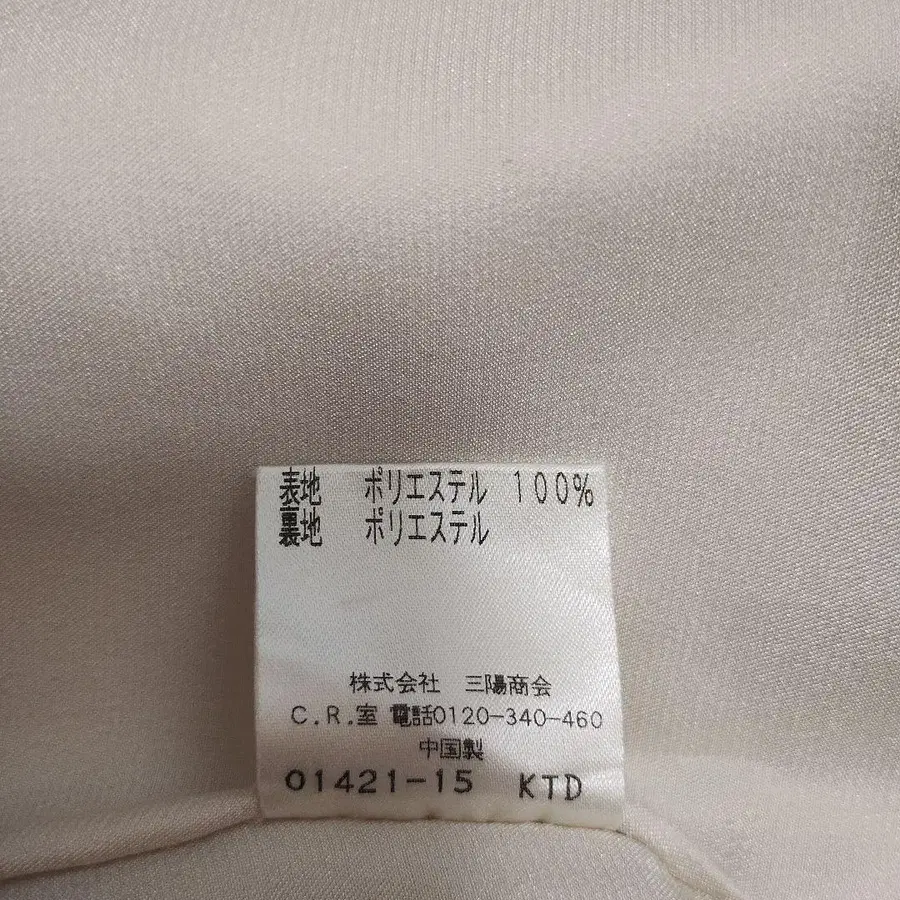 表地 ポリエステル 100%
裏地 ポリエステル
株式会社 三陽商会
C.R.室 電話0120-340-460
中国製
01421-15 KTD